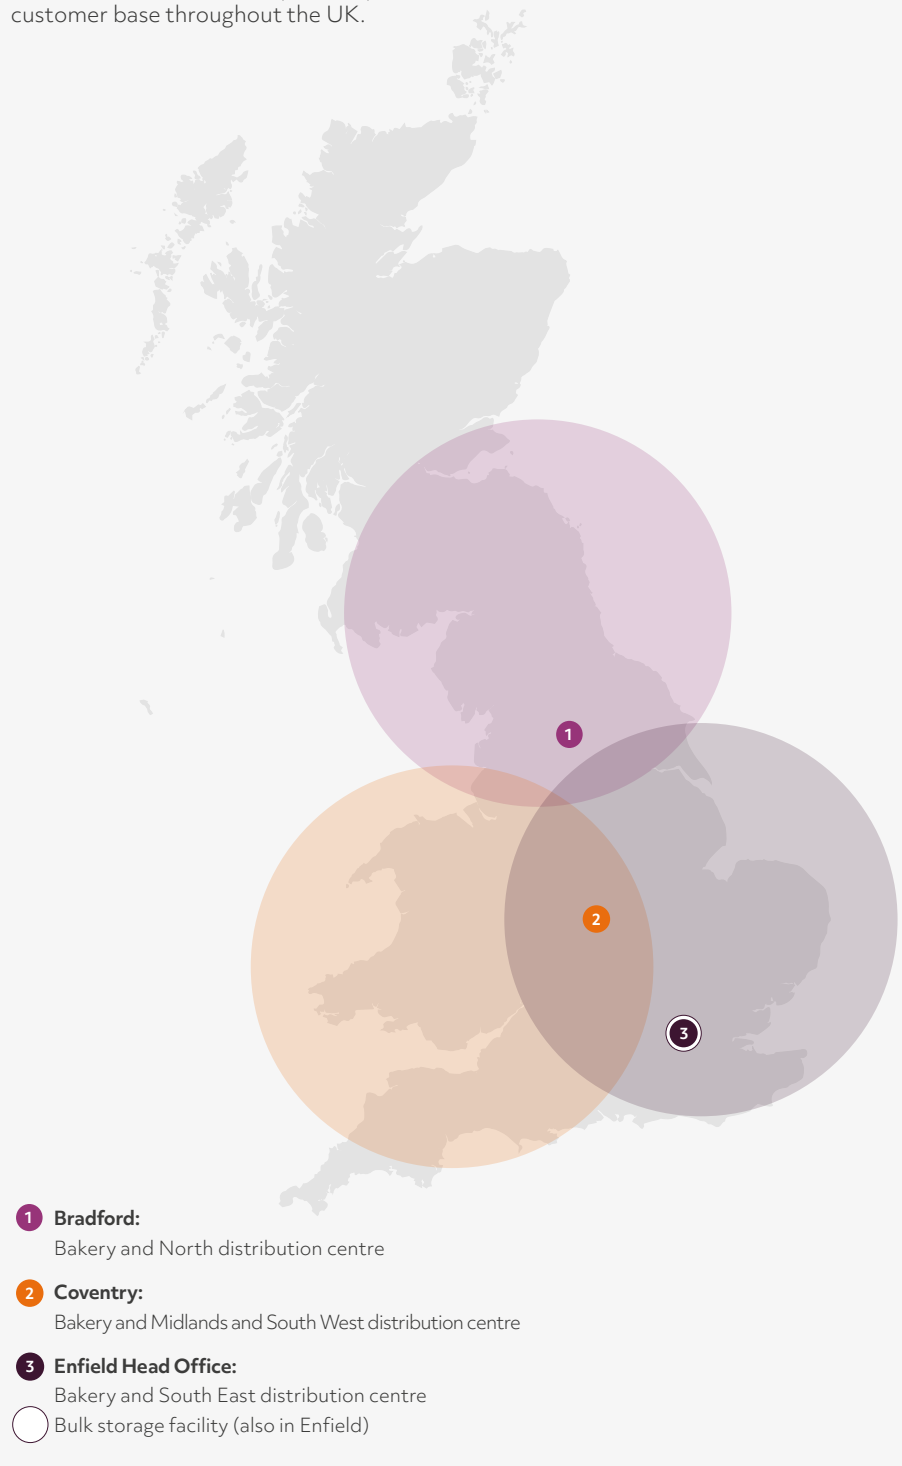 customer base throughout the UK.
1
2
3
1 Bradford:
Bakery and North distribution centre
2 Coventry:
Bakery and Midlands and South West distribution centre
3 Enfield Head Office:
Bakery and South East distribution centre
Bulk storage facility (also in Enfield)